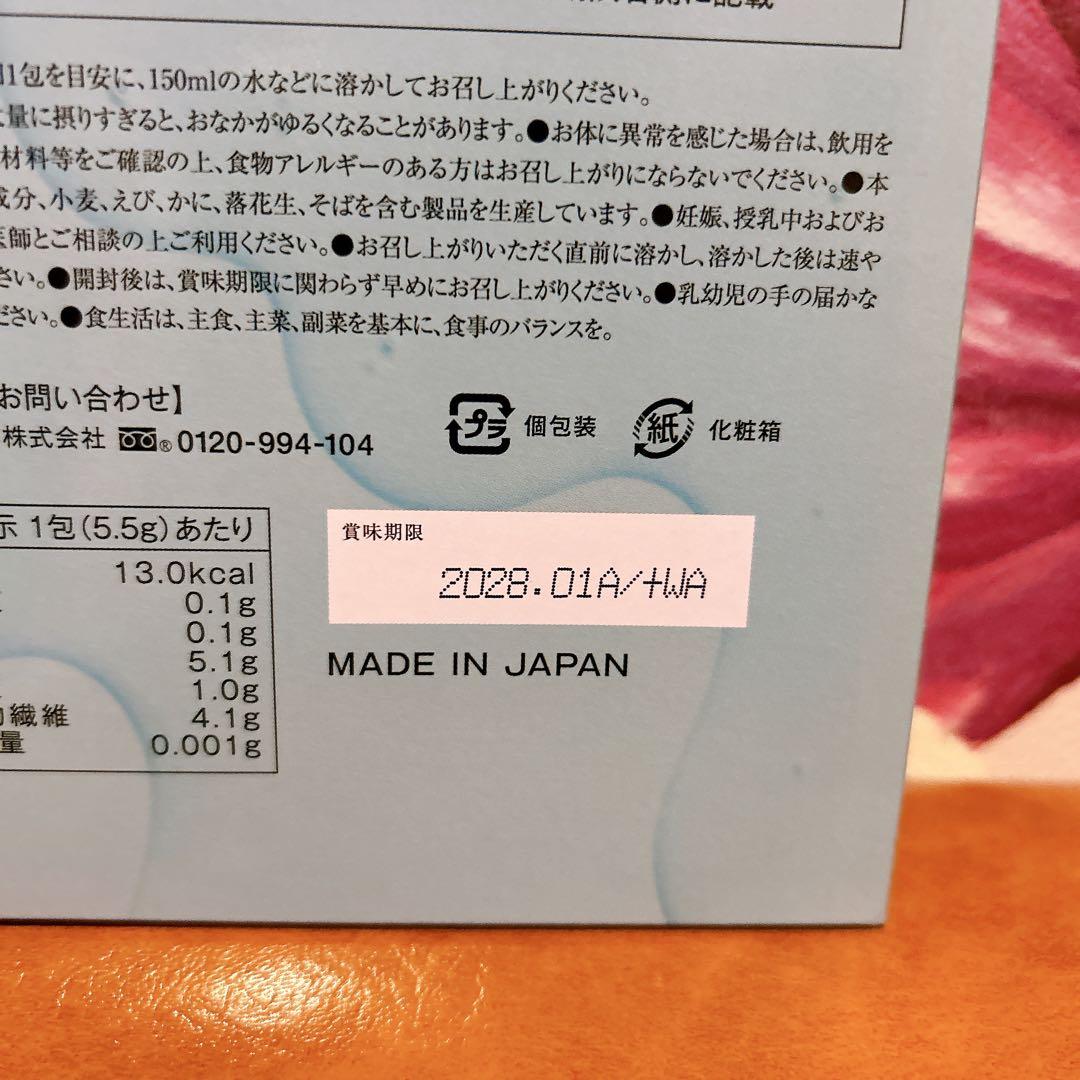 1包を目安に、150mlの水などに溶かしてお召し上がりください。
量に摂りすぎると、おなかがゆるくなることがあります。●お体に異常を感じた場合は、飲用を
材料等をご確認の上、食物アレルギーのある方はお召し上がりにならないでください。●本
成分、小麦、えび、かに、落花生、そばを含む製品を生産しています。●妊娠、授乳中およびお
医師とご相談の上ご利用ください。●お召し上がりいただく直前に溶かし、溶かした後は速や
さい。●開封後は、賞味期限に関わらず早めにお召し上がりください。●乳幼児の手の届かな
ださい。●食生活は、主食、主菜、副菜を基本に、食事のバランスを。
お問い合わせ】
株式会社 ®0120-994-104
プラ 個包装 紙 化粧箱
示 1包(5.5g)あたり
13.0kcal
0.1g
0.1g
5.1g
1.0g
繊維 4.1g
量 0.001g
賞味期限
2028.01A/+WA
MADE IN JAPAN